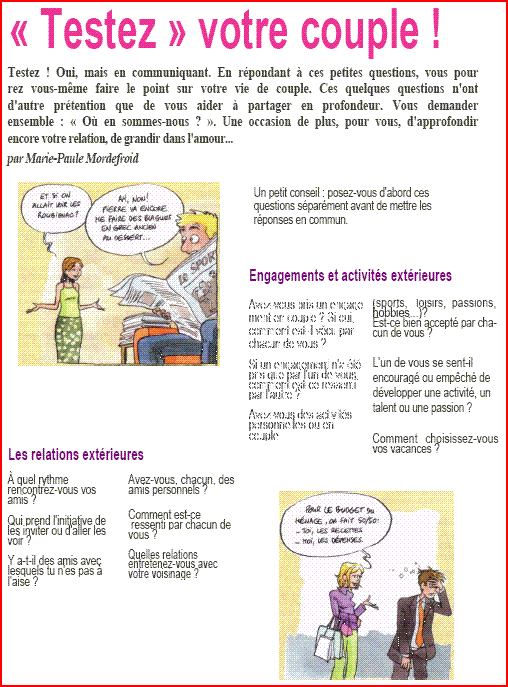 « Testez » votre couple !
Testez ! Oui, mais en communiquant. En répondant à ces petites questions, vous pour
rez vous-même faire le point sur votre vie de couple. Ces quelques questions n'ont
d'autre prétention que de vous aider à partager en profondeur. Vous demander
ensemble : « Où en sommes-nous ? ». Une occasion de plus, pour vous, d'approfondir
encore votre relation, de grandir dans l'amour...
par Marie-Paule Mordefroid
ET SI ON
ALLAIT VOIR LES
ROUBIGNAC?
AH, NON!
PIERRE VA ENCORE
ME FAIRE DES BLAGUES
EN GREC ANCIEN
AU DESSERT...
LE SPORT
Un petit conseil : posez-vous d'abord ces
questions séparément avant de mettre les
réponses en commun.
Engagements et activités extérieures
Avez-vous pris un engage
ment en couple ? Si oui,
comment est-il vécu par
chacun de vous ?
Si un engagement n'a été
pris que par l'un de vous,
comment est-ce ressenti
par l'autre ?
Avez-vous des activités
personnelles ou en
couple
(sports, loisirs, passions,
hobbies...)?
Est-ce bien accepté par cha-
cun de vous ?
L'un de vous se sent-il
encouragé ou empêché de
développer une activité, un
talent ou une passion ?
Comment choisissez-vous
vos vacances ?
Les relations extérieures
À quel rythme
rencontrez-vous vos
amis ?
Qui prend l'initiative de
les inviter ou d'aller les
voir ?
Y a-t-il des amis avec
lesquels tu n'es pas à
l'aise ?
Avez-vous, chacun, des
amis personnels ?
Comment est-ce
ressenti par chacun de
vous ?
Quelles relations
entretenez-vous avec
votre voisinage ?
POUR LE BUDGET DU
MÉNAGE, ON FAIT 50/50:
... TOI, LES RECETTES
... MOI, LES DÉPENSES.